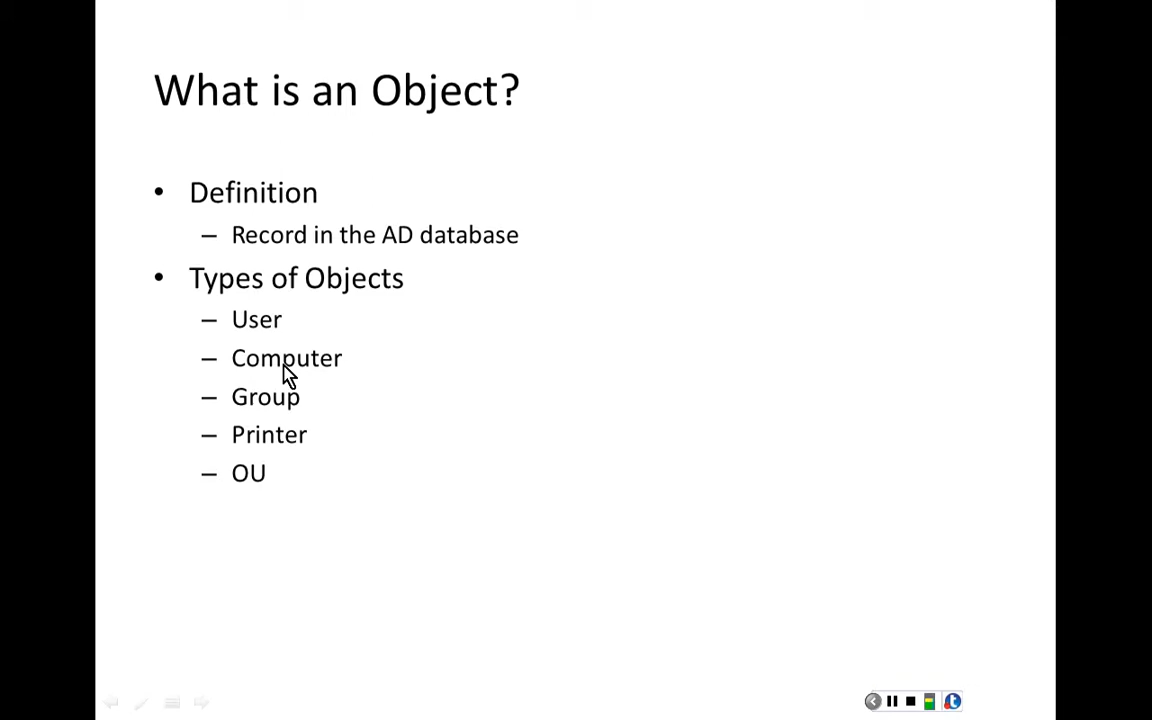 What is an Object?
• Definition
– Record in the AD database
• Types of Objects
– User
– Computer
– Group
– Printer
– OU